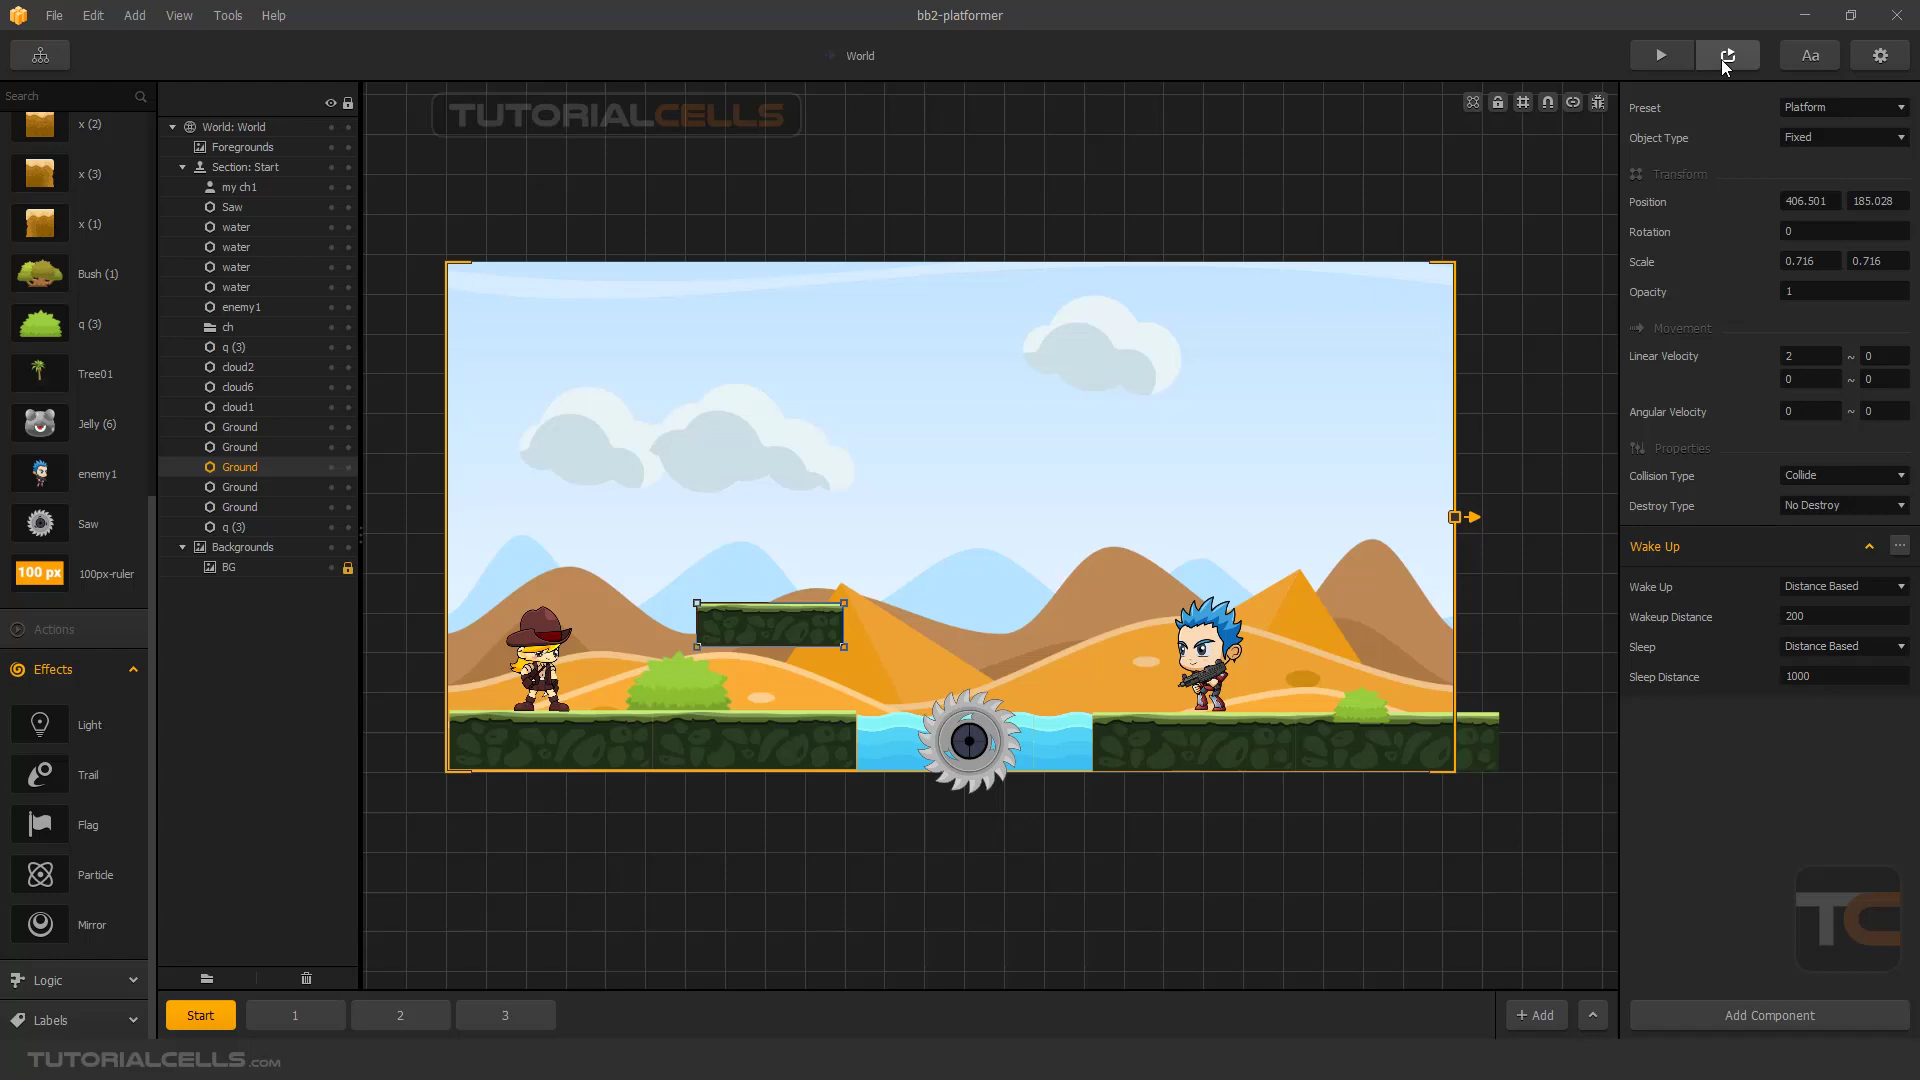 File Edit View Add Tools Help
bb2-platformer
World
Aa
Search
x (2)
x (3)
x (1)
Bush (1)
q (3)
Tree01
Jelly (6)
enemy1
Saw
100 px 100px-ruler
Actions
Effects
Light
Trail
Flag
Particle
Mirror
Logic
Labels
World: World
Foregrounds
Section: Start
my ch1
Saw
water
water
water
water
enemy1
ch
q (3)
cloud2
cloud6
cloud1
Ground
Ground
Ground
Ground
Ground
q (3)
Backgrounds
BG
TUTORIALCELLS
Start 1 2 3
+ Add
Preset Platform
Object Type Fixed
Transform
Position 406.501 185.028
Rotation 0
Scale 0.716 0.716
Opacity 1
Movement
Linear Velocity 2 ~ 0
0 ~ 0
Angular Velocity 0 ~ 0
Properties
Collision Type Collide
Destroy Type No Destroy
Wake Up ...
Wake Up Distance Based
Wakeup Distance 200
Sleep Distance Based
Sleep Distance 1000
TC
Add Component
TUTORIALCELLS.COM